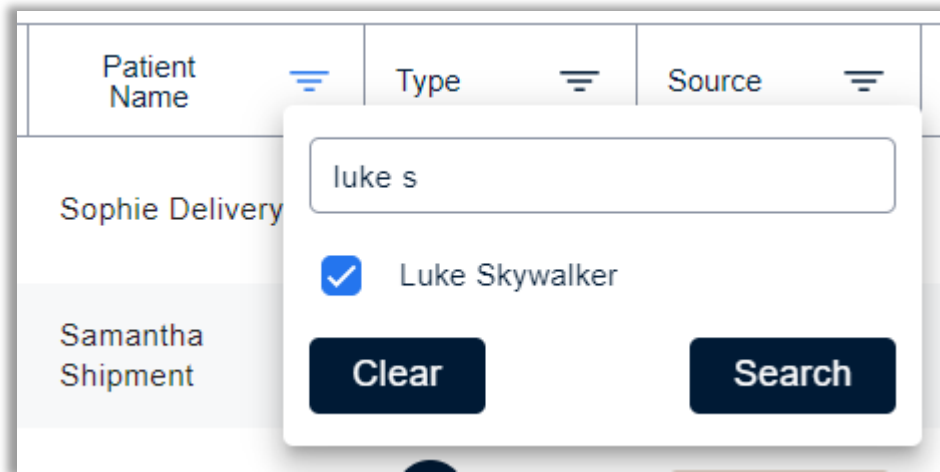 Patient
Name
Type
Source
luke s
Sophie Delivery
Luke Skywalker
Samantha
Shipment
Clear
Search